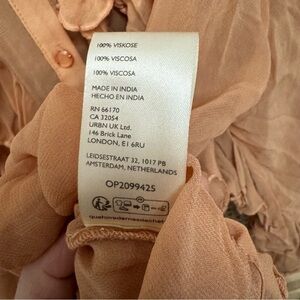 100% VISKOSE
100% VISCOSA
100% VISCOSA
MADE IN INDIA
HECHO EN INDIA
RN 66170
CA 32054
URBN UK Ltd.
146 Brick Lane
LONDON, E1 6RU
LEIDSESTRAAT 32, 1017 PB
AMSTERDAM, NETHERLANDS
OP2099425
FR